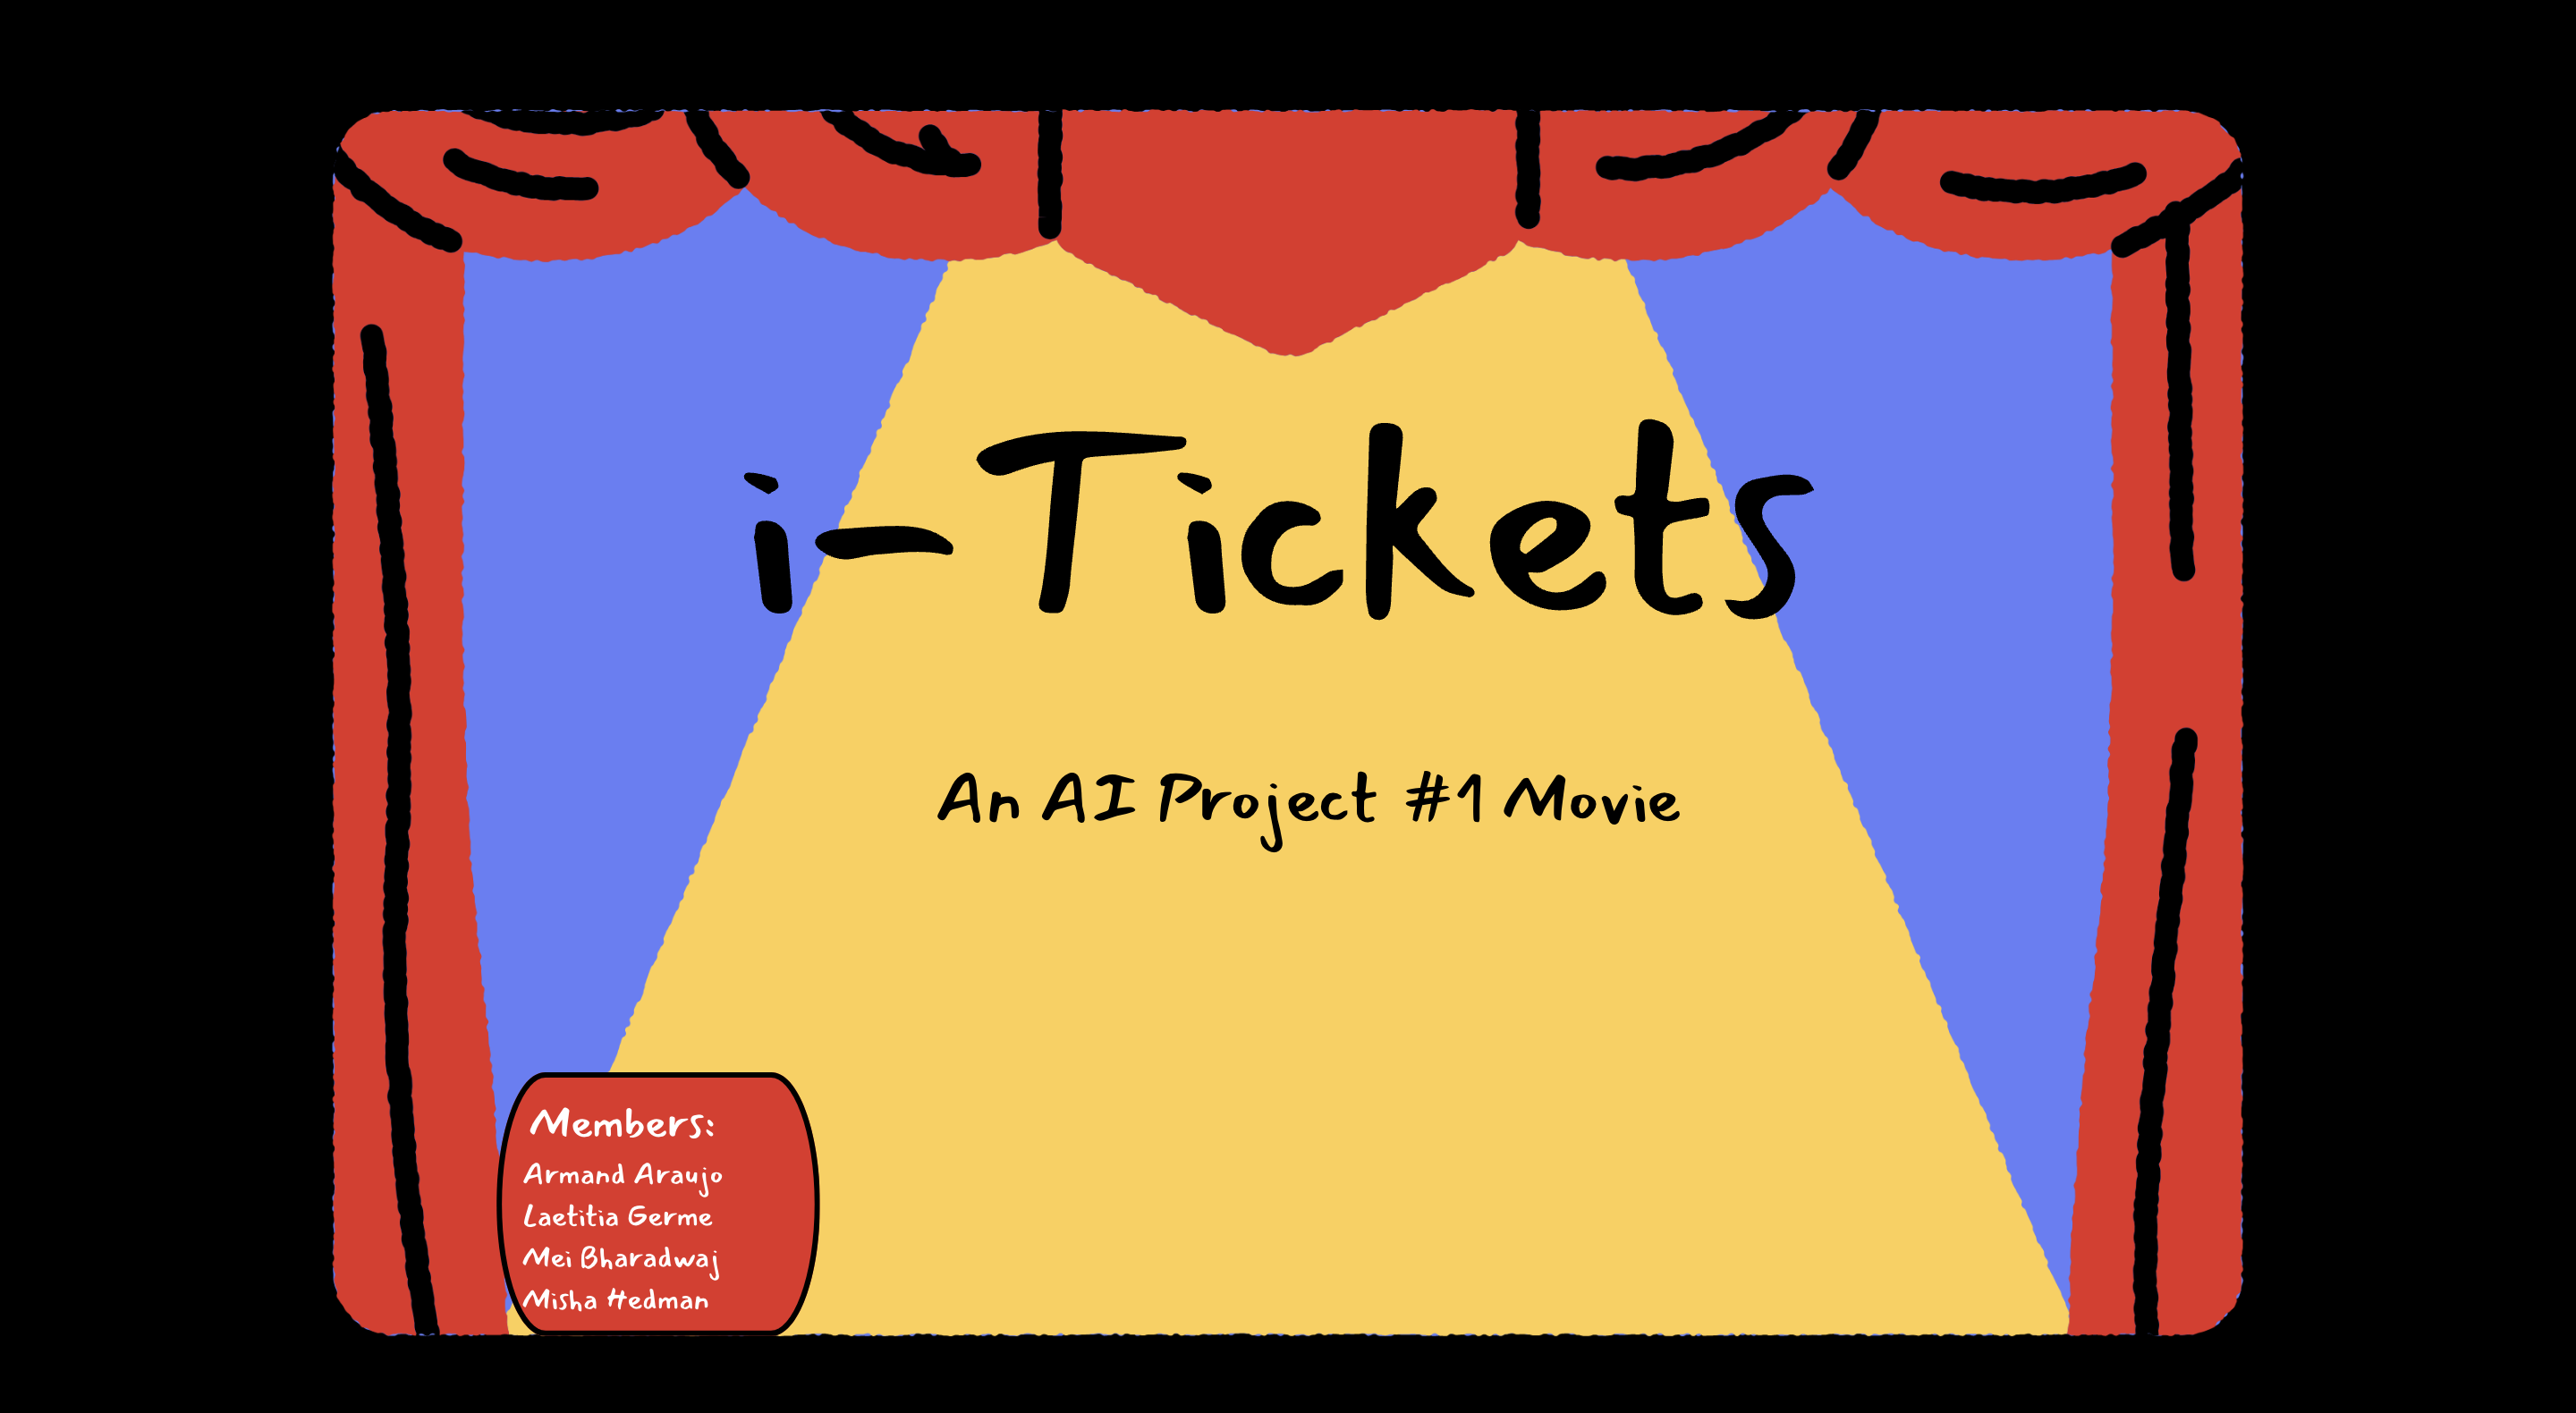 i-Tickets
An AI Project #1 Movie
Members:
Armand Araujo
Laetitia Germe
Mei Bharadwaj
Misha Hedman